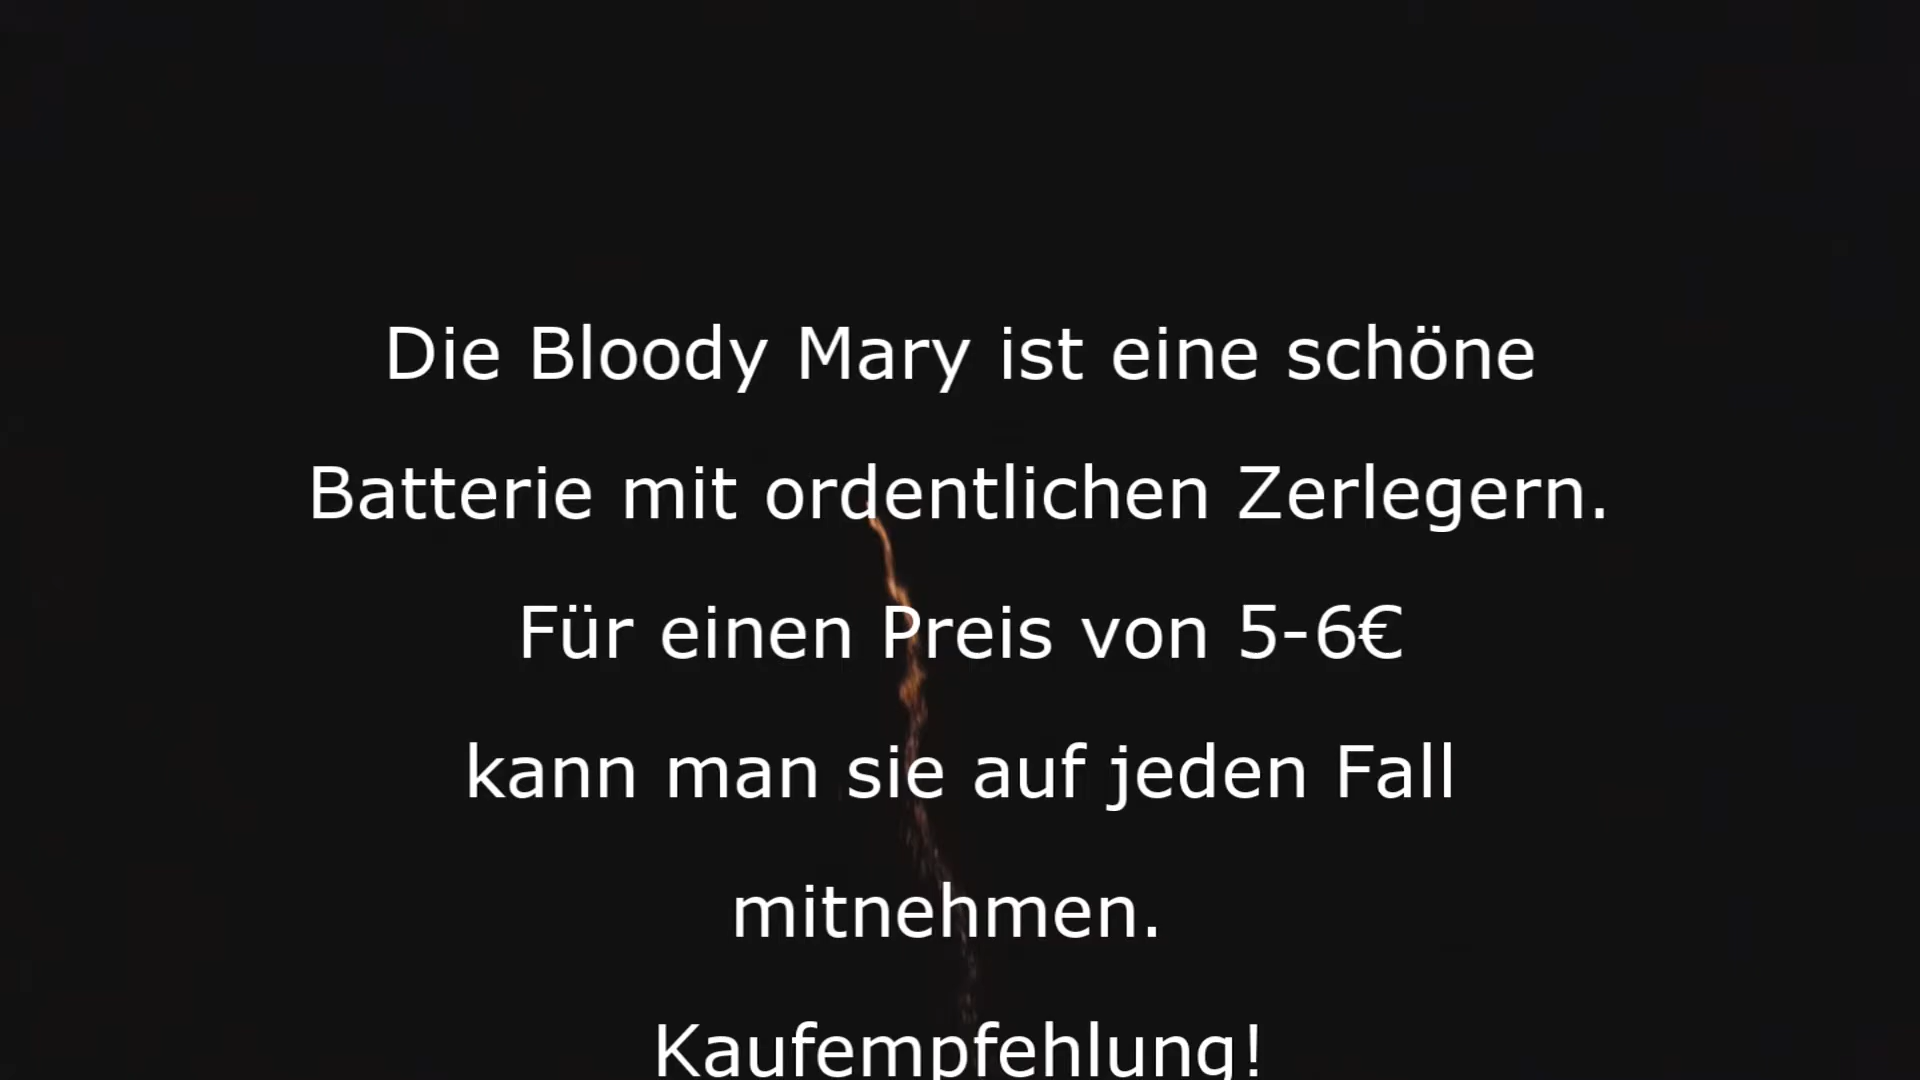 Die Bloody Mary ist eine schöne
Batterie mit ordentlichen Zerlegern.
Für einen Preis von 5-6€
kann man sie auf jeden Fall
mitnehmen.
Kaufempfehlung!